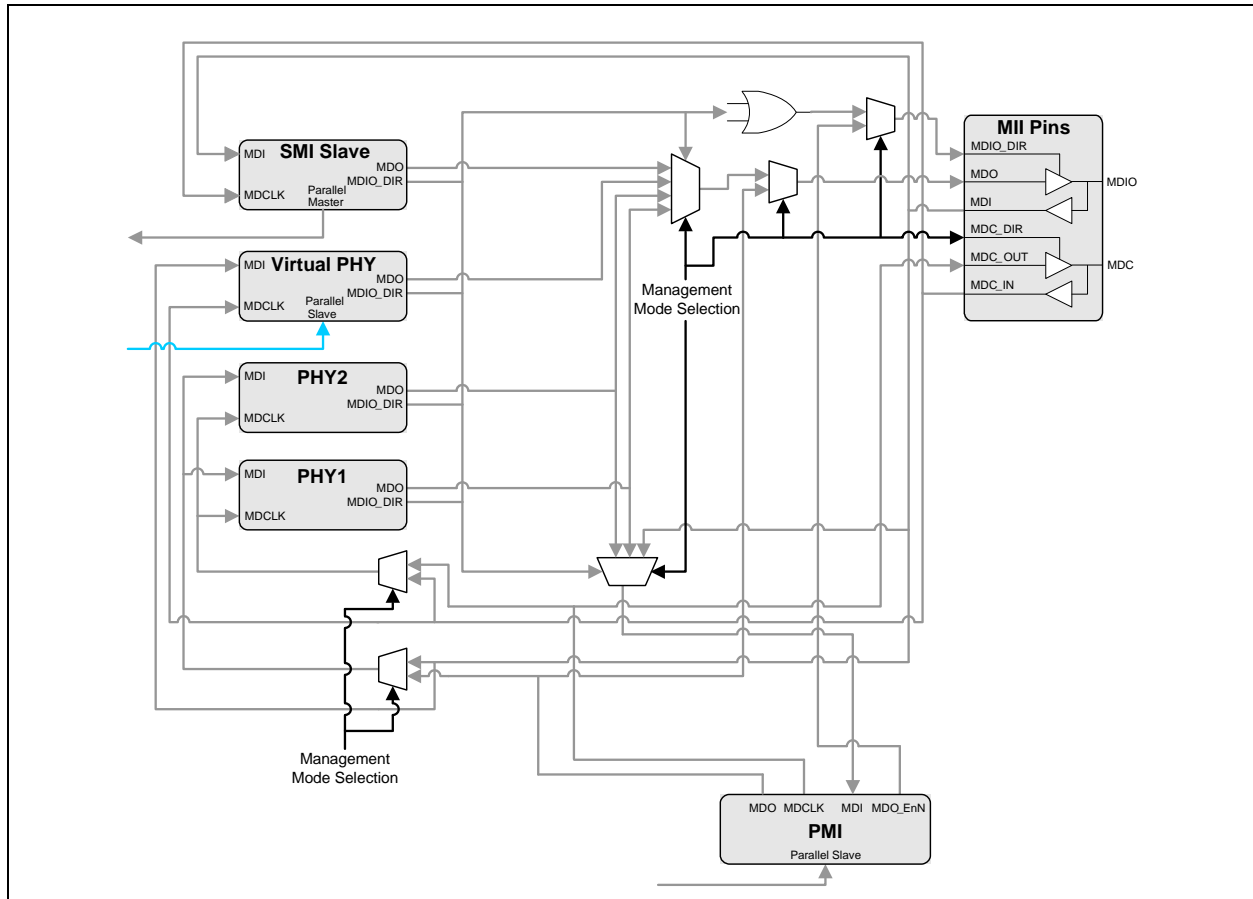 SMI Slave
MDI
MDO
MDIO_DIR
MDCLK
Parallel
Master
MII Pins
MDIO_DIR
MDO
MDIO
MDI
MDC_DIR
MDC_OUT
MDC
MDC_IN
Virtual PHY
MDI
MDO
MDIO_DIR
MDCLK
Parallel
Slave
Management
Mode Selection
PHY2
MDI
MDO
MDIO_DIR
MDCLK
PHY1
MDI
MDO
MDIO_DIR
MDCLK
Management
Mode Selection
MDO MDCLK MDI MDO_EnN
PMI
Parallel Slave